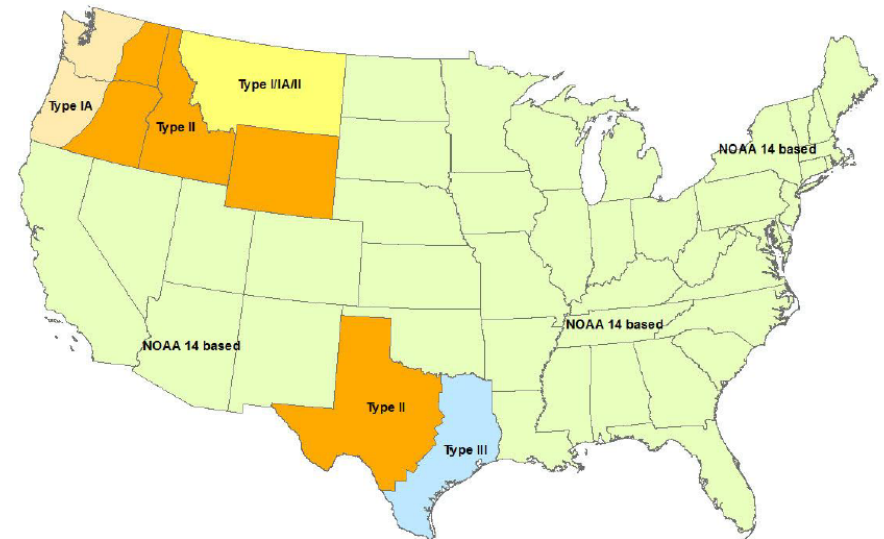 Type I/IA/II
Type IA
Type II
NOAA 14 based
NOAA 14 based
NOAA 14 based
Type II
Type III